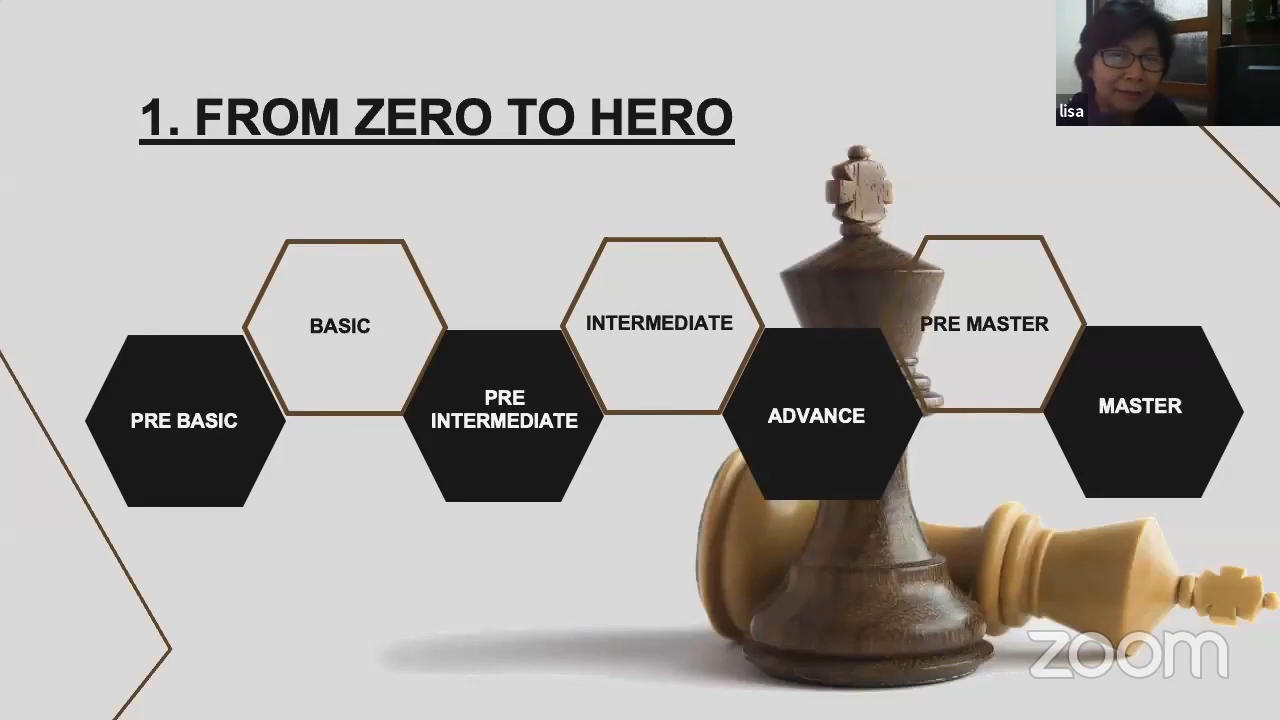 lisa
1. FROM ZERO TO HERO
BASIC
INTERMEDIATE
PRE MASTER
PRE BASIC
PRE
INTERMEDIATE
ADVANCE
MASTER
zoom